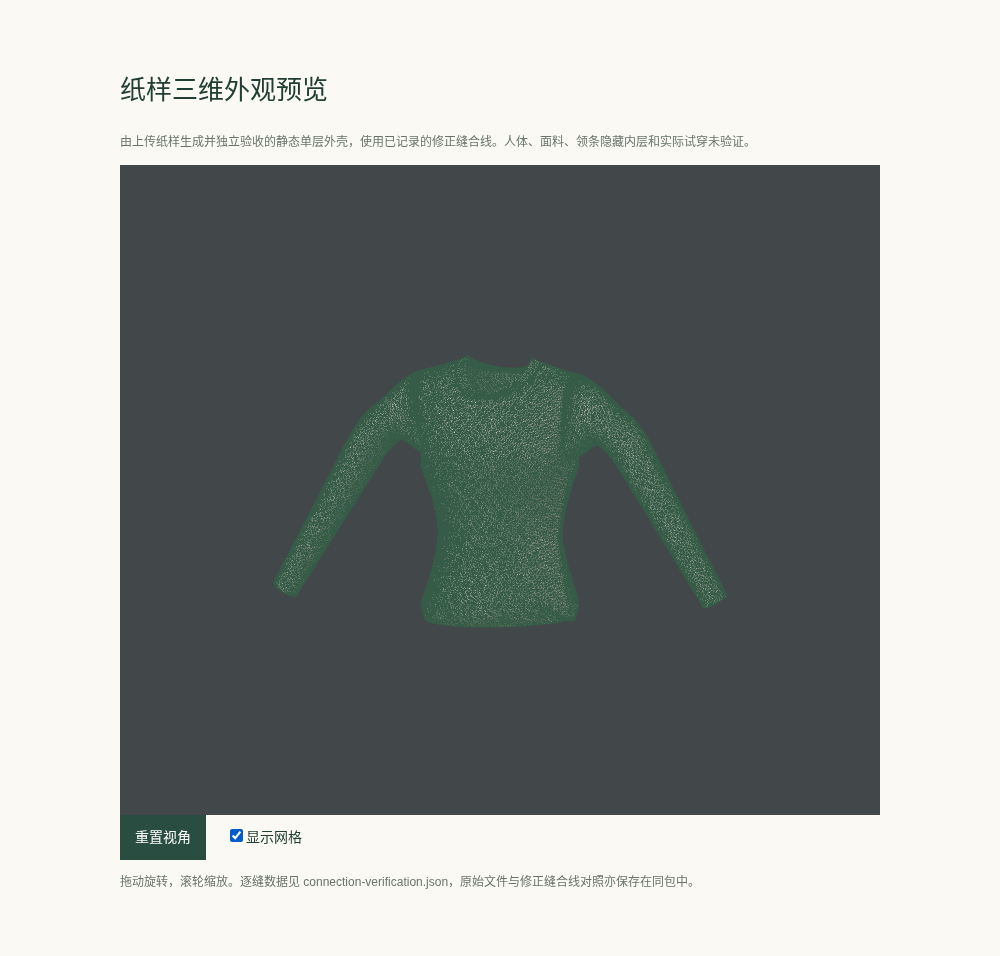 纸样三维外观预览
由上传纸样生成并独立验收的静态单层外壳，使用已记录的修正缝合线。人体、面料、领条隐藏内层和实际试穿未验证。
重置视角
显示网格
拖动旋转，滚轮缩放。逐缝数据见 connection-verification.json，原始文件与修正缝合线对照亦保存在同包中。